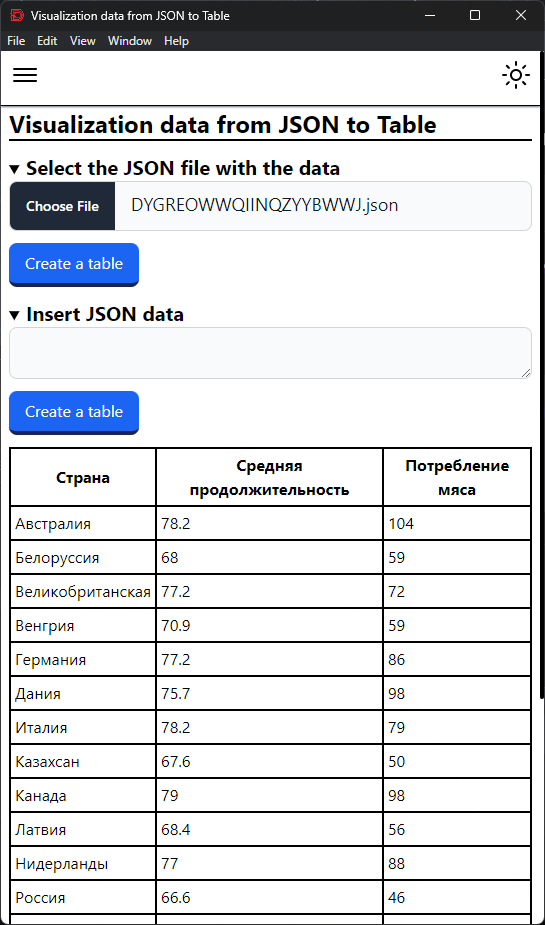 Visualization data from JSON to Table
File Edit View Window Help
Visualization data from JSON to Table
Select the JSON file with the data
Choose File DYGREOWWQIINQZYYBWWJ.json
Create a table
Insert JSON data
Create a table
Страна Средняя продолжительность Потребление мяса
Австралия 78.2 104
Белоруссия 68 59
Великобританская 77.2 72
Венгрия 70.9 59
Германия 77.2 86
Дания 75.7 98
Италия 78.2 79
Казахсан 67.6 50
Канада 79 98
Латвия 68.4 56
Нидерланды 77 88
Россия 66.6 46